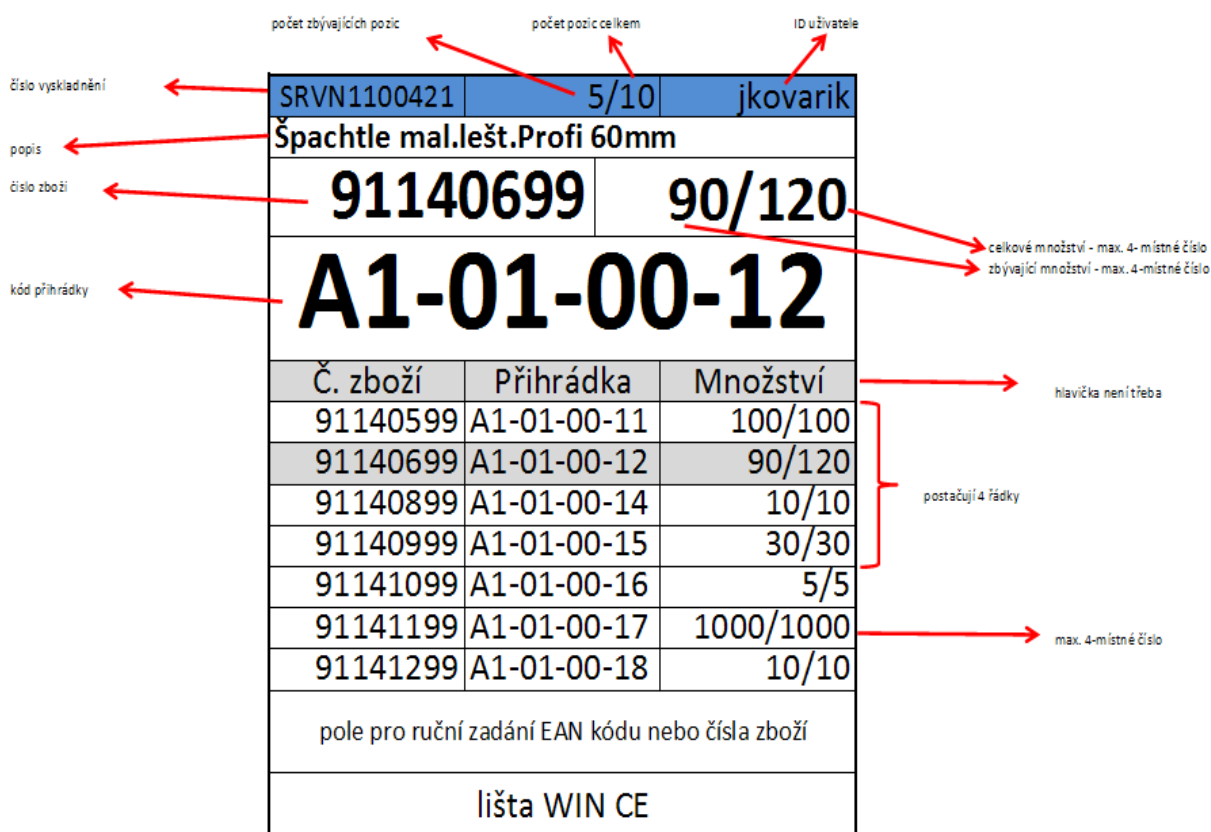 počet zbývajících pozic počet pozic celkem ID uživatele
číslo vyskladnění SRVN1100421 5/10 jkovarik
popis Špachtle mal.lešt.Profi 60mm
číslo zboží 91140699 90/120
celkové množství - max. 4- místné číslo
zbývající množství - max. 4-místné číslo
kód přihrádky A1-01-00-12
Č. zboží Přihrádka Množství hlavička není třeba
91140599 A1-01-00-11 100/100
91140699 A1-01-00-12 90/120
91140899 A1-01-00-14 10/10 postačují 4 řádky
91140999 A1-01-00-15 30/30
91141099 A1-01-00-16 5/5
91141199 A1-01-00-17 1000/1000 max. 4-místné číslo
91141299 A1-01-00-18 10/10
pole pro ruční zadání EAN kódu nebo čísla zboží
lišta WIN CE